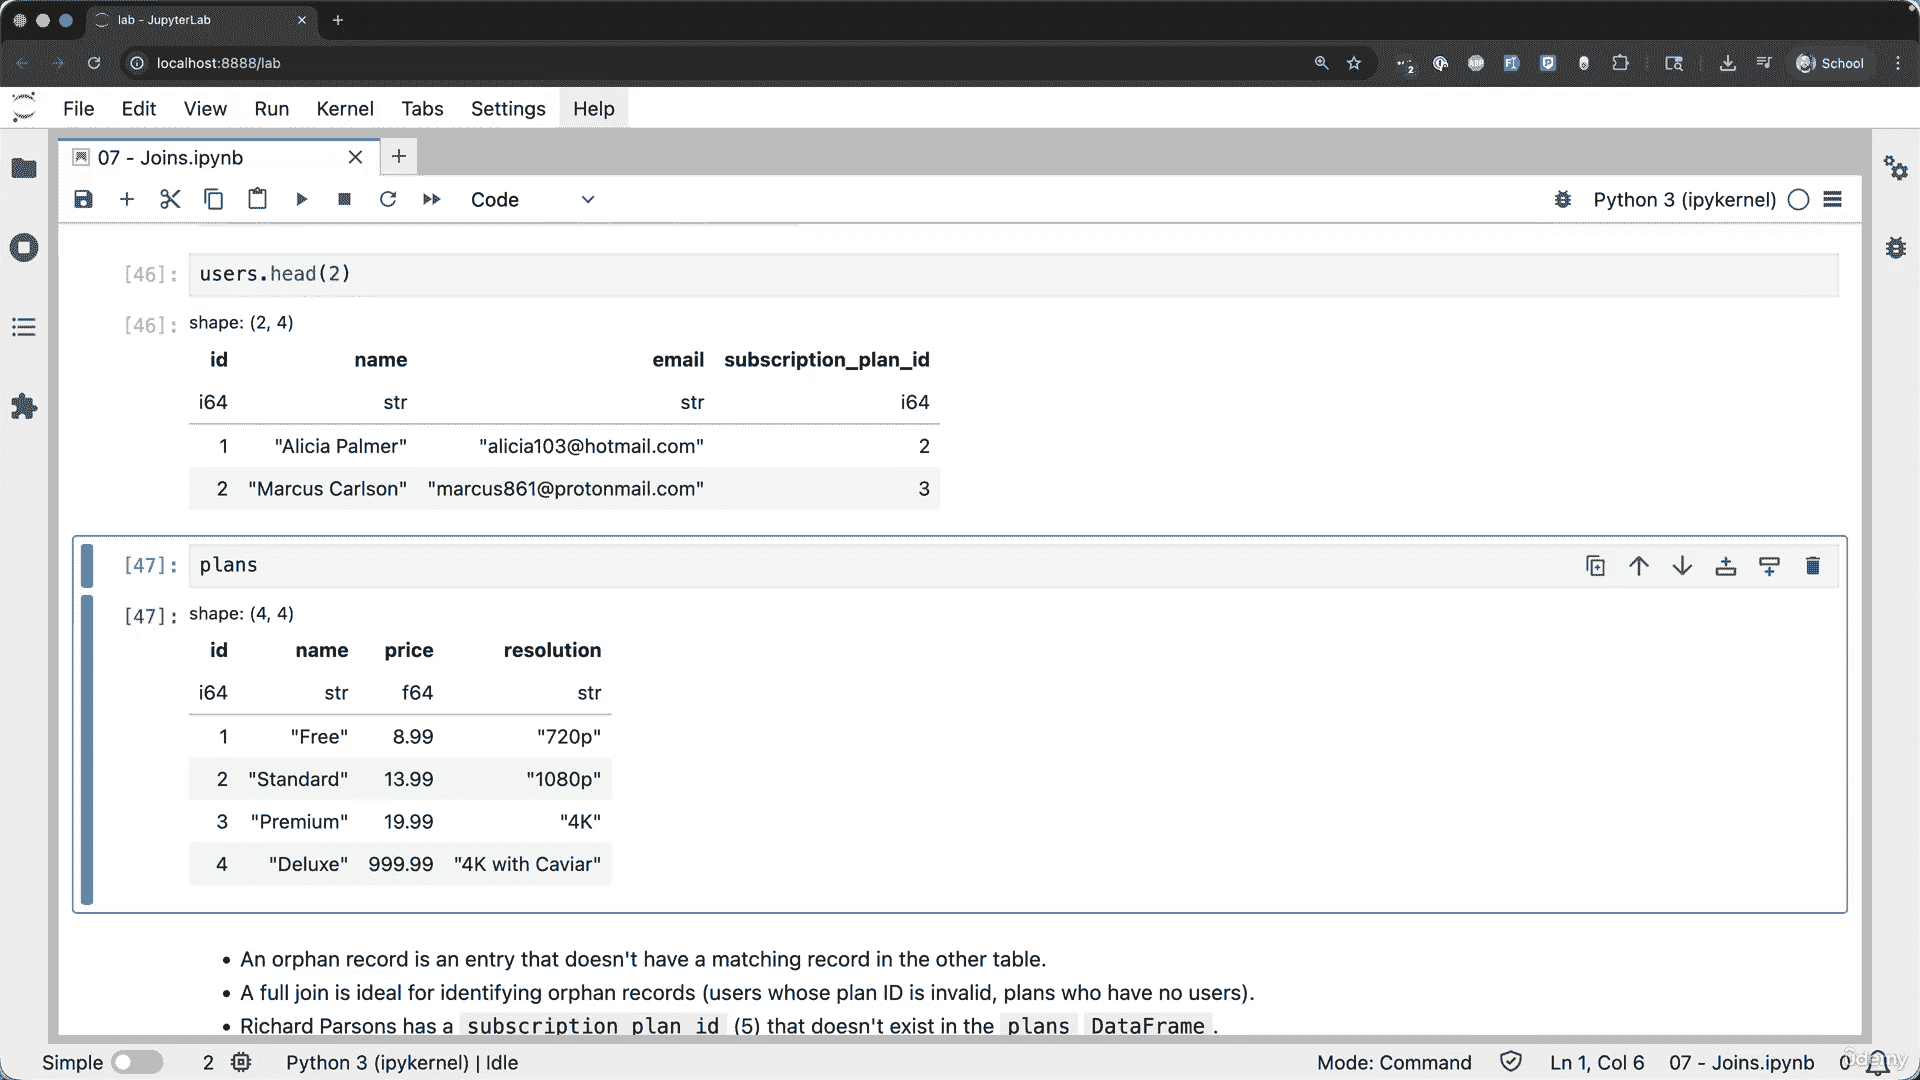 lab - JupyterLab
localhost:8888/lab
2
School
File Edit View Run Kernel Tabs Settings Help
07 - Joins.ipynb
Code
Python 3 (ipykernel)
[46]: users.head(2)
[46]: shape: (2, 4)
id name email subscription_plan_id
i64 str str i64
1 "Alicia Palmer" "alicia103@hotmail.com" 2
2 "Marcus Carlson" "marcus861@protonmail.com" 3
[47]: plans
[47]: shape: (4, 4)
id name price resolution
i64 str f64 str
1 "Free" 8.99 "720p"
2 "Standard" 13.99 "1080p"
3 "Premium" 19.99 "4K"
4 "Deluxe" 999.99 "4K with Caviar"
• An orphan record is an entry that doesn't have a matching record in the other table.
• A full join is ideal for identifying orphan records (users whose plan ID is invalid, plans who have no users).
• Richard Parsons has a subscription_plan_id (5) that doesn't exist in the plans DataFrame.
Simple 2 Python 3 (ipykernel) | Idle Mode: Command Ln 1, Col 6 07 - Joins.ipynb 0
udemy